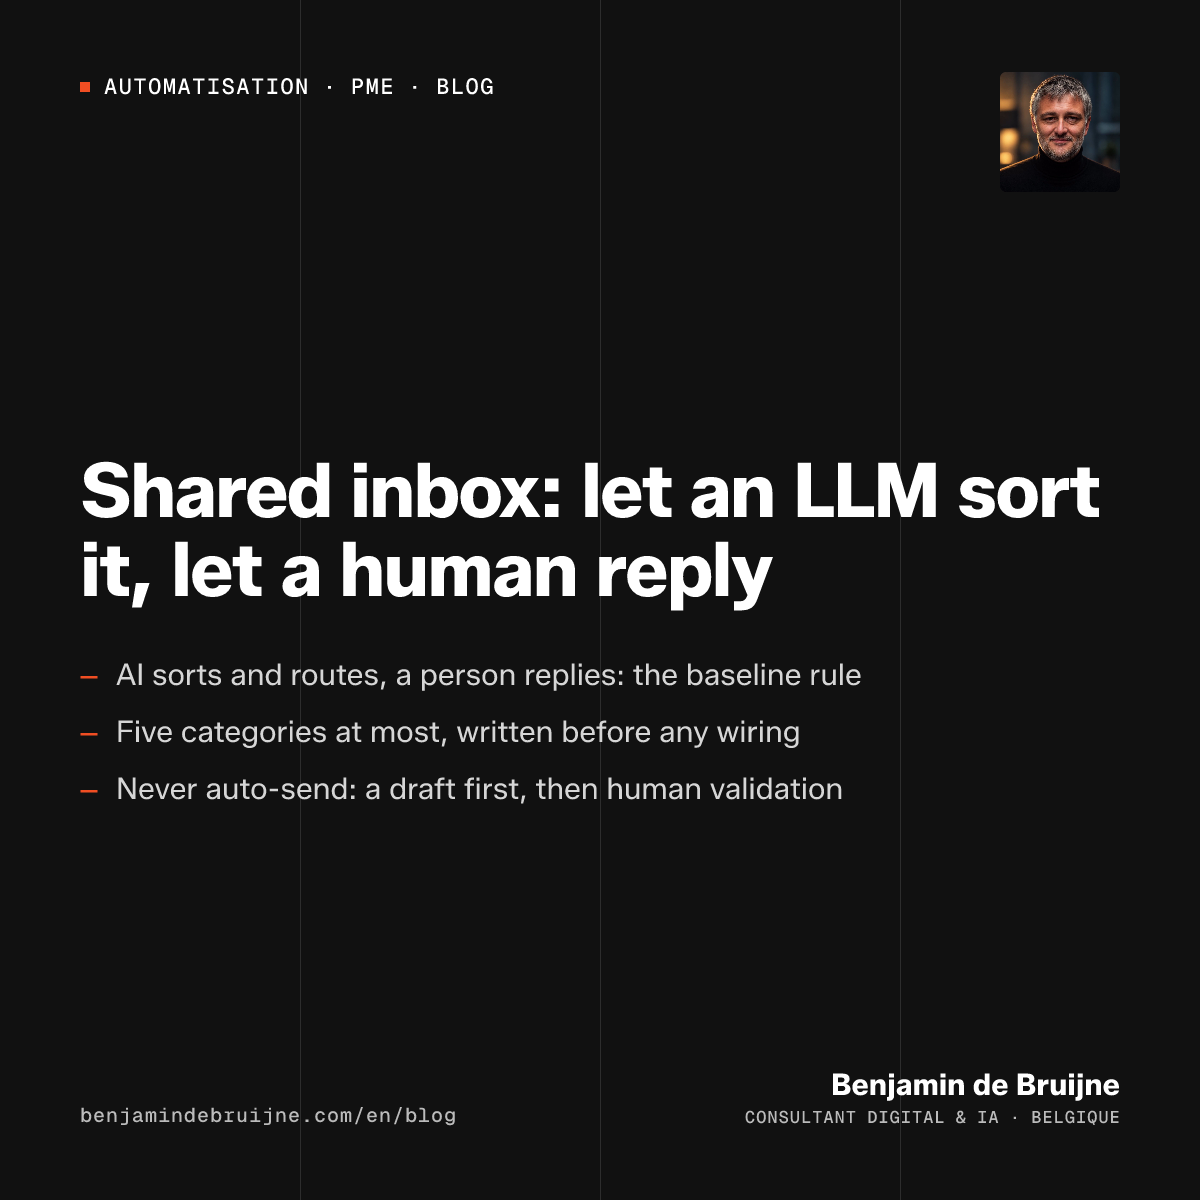 AUTOMATISATION · PME · BLOG
Shared inbox: let an LLM sort
it, let a human reply
– AI sorts and routes, a person replies: the baseline rule
– Five categories at most, written before any wiring
– Never auto-send: a draft first, then human validation
benjamindebruijne.com/en/blog
Benjamin de Bruijne
CONSULTANT DIGITAL & IA · BELGIQUE